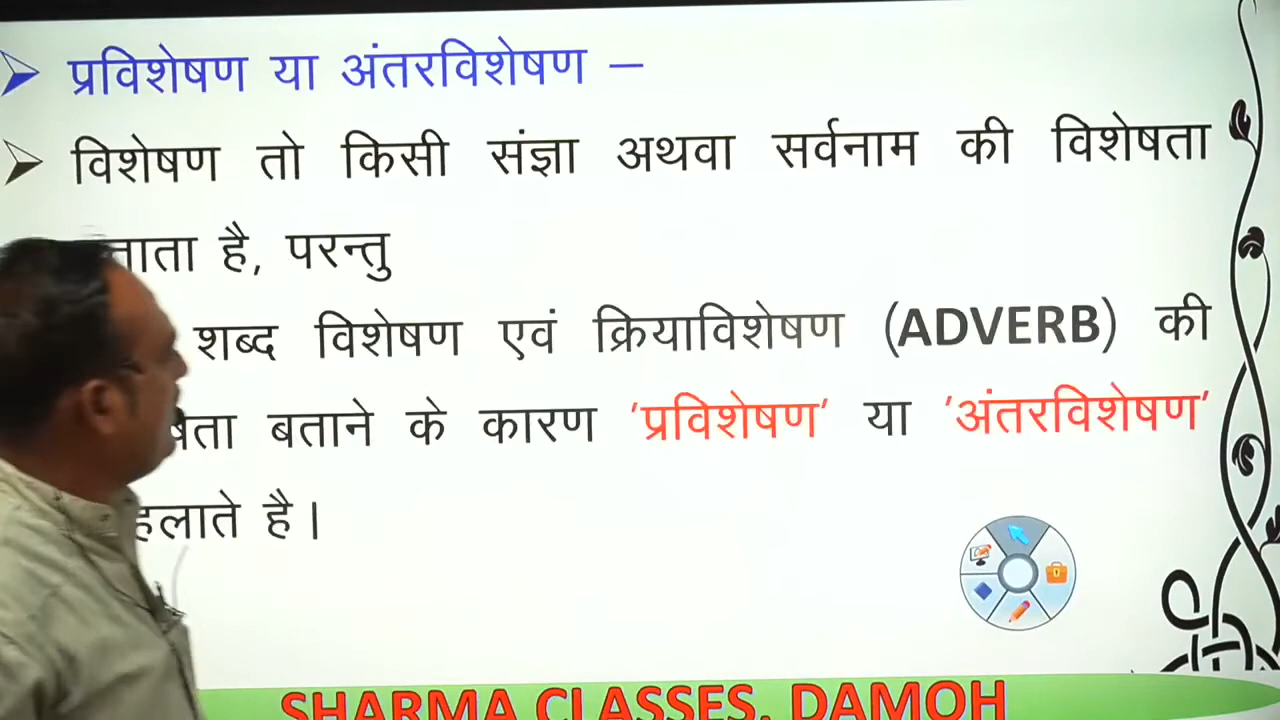 प्रविशेषण या अंतरविशेषण –
विशेषण तो किसी संज्ञा अथवा सर्वनाम की विशेषता
है, परन्तु
शब्द विशेषण एवं क्रियाविशेषण (ADVERB) की
बताने के कारण 'प्रविशेषण' या 'अंतरविशेषण'
है।
SHARMA CLASSES, DAMOH